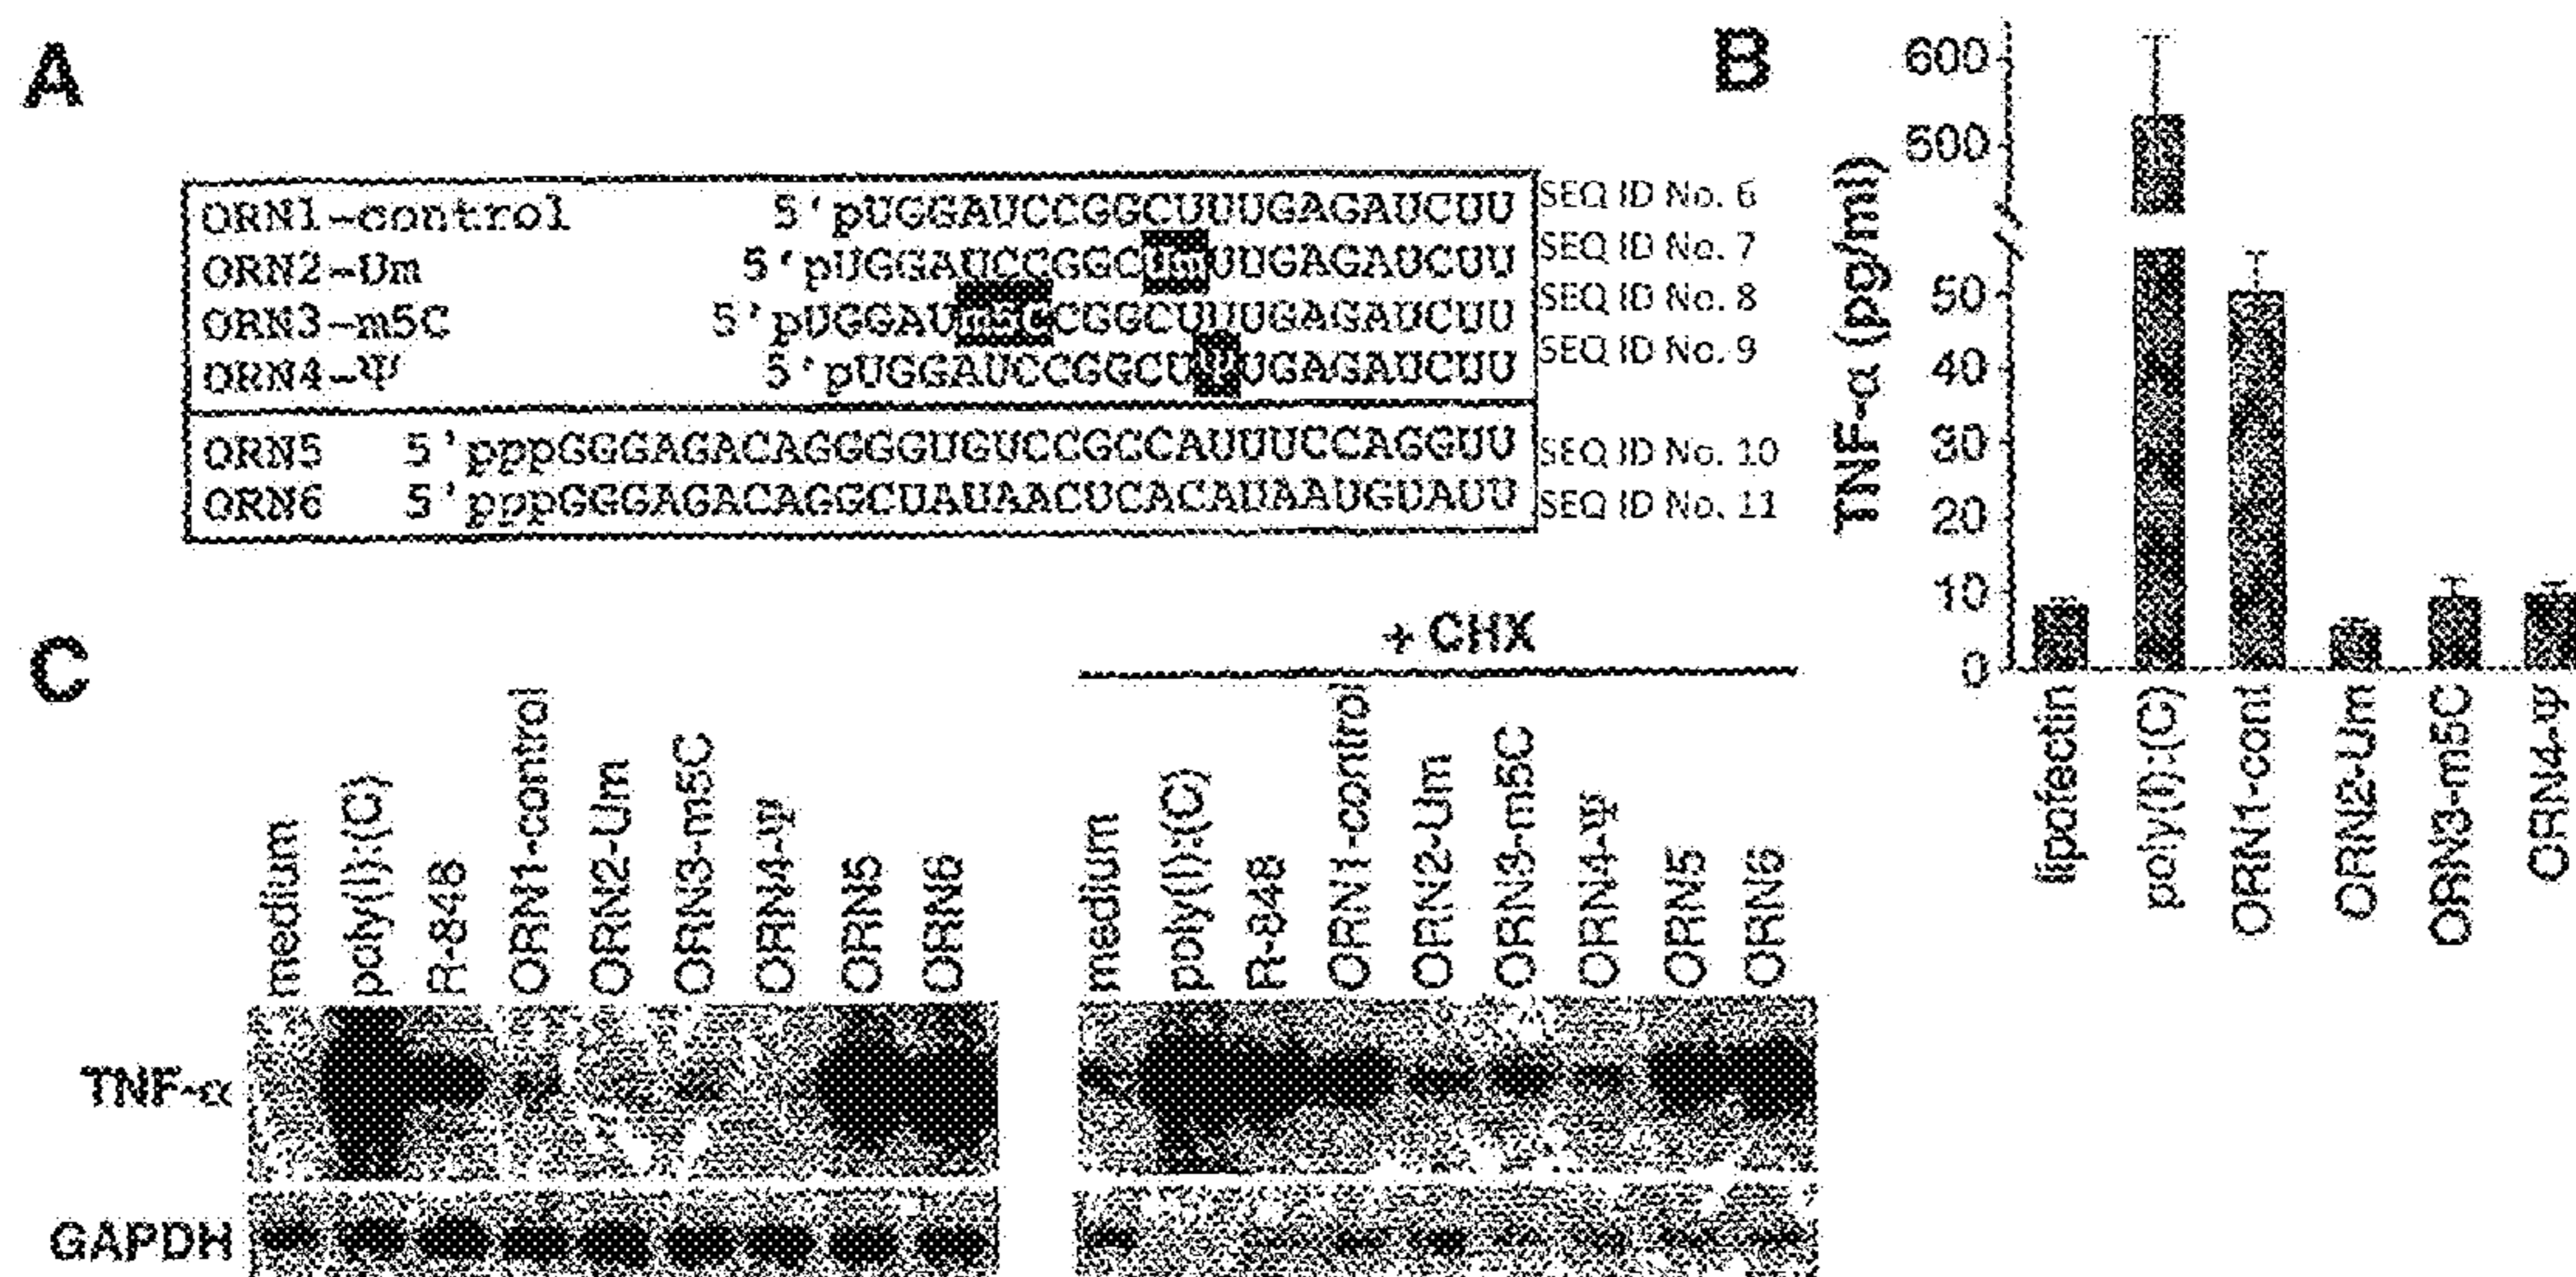 A
ORN1-control 5'pUGGAUCCGGCUUUGAGAUCUU SEQ ID No. 6
ORN2-Um 5'pUGGAUCCGGCUmUUGAGAUCUU SEQ ID No. 7
ORN3-m5C 5'pUGGAUm5CCGGCUUUGAGAUCUU SEQ ID No. 8
ORN4-Ψ 5'pUGGAUCCGGCUΨUGAGAUCUU SEQ ID No. 9
ORN5 5'pppGGGAGACAGGGGUGUCCGCCAUUUCCAGGUU SEQ ID No. 10
ORN6 5'pppGGGAGACAGGCUAUAACUCACAUAAUGUAUU SEQ ID No. 11
B
TNF-α (pg/ml)
600
500
50
40
30
20
10
0
lipofectin
poly(I):(C)
ORN1-cont
ORN2-Um
ORN3-m5C
ORN4-Ψ
C
medium
poly(I):(C)
R-848
ORN1-control
ORN2-Um
ORN3-m5C
ORN4-Ψ
ORN5
ORN6
+ CHX
medium
poly(I):(C)
R-848
ORN1-control
ORN2-Um
ORN3-m5C
ORN4-Ψ
ORN5
ORN6
TNF-α
GAPDH